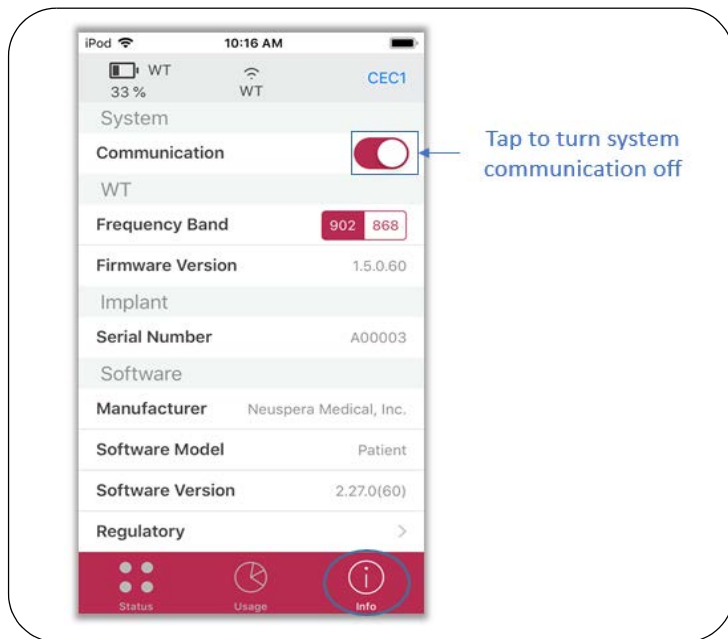 iPod 10:16 AM
WT
33 %
WT
CEC1
System
Communication
Tap to turn system
communication off
WT
Frequency Band 902 868
Firmware Version 1.5.0.60
Implant
Serial Number A00003
Software
Manufacturer Neuspera Medical, Inc.
Software Model Patient
Software Version 2.27.0(60)
Regulatory >
Status Usage Info